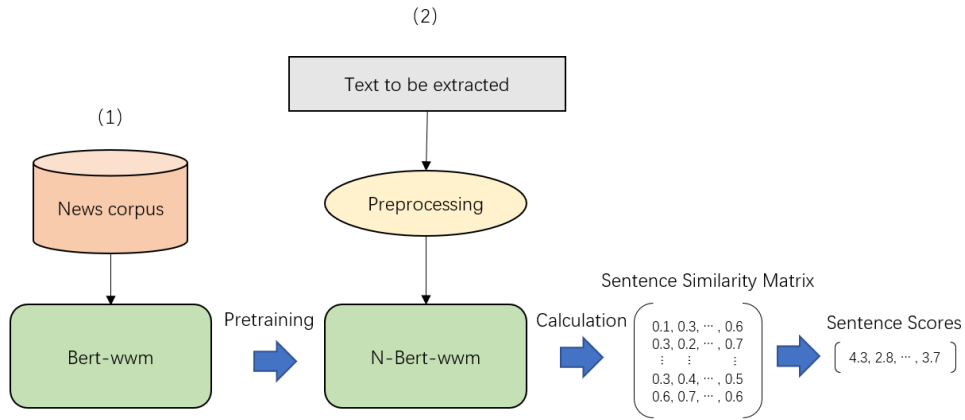 (2)
Text to be extracted
(1)
News corpus
Preprocessing
Bert-wwm
Pretraining
N-Bert-wwm
Calculation
Sentence Similarity Matrix
0.1, 0.3, ⋯ , 0.6
0.3, 0.2, ⋯ , 0.7
⋮ ⋮ ⋮
0.3, 0.4, ⋯ , 0.5
0.6, 0.7, ⋯ , 0.6
Sentence Scores
4.3, 2.8, ⋯ , 3.7